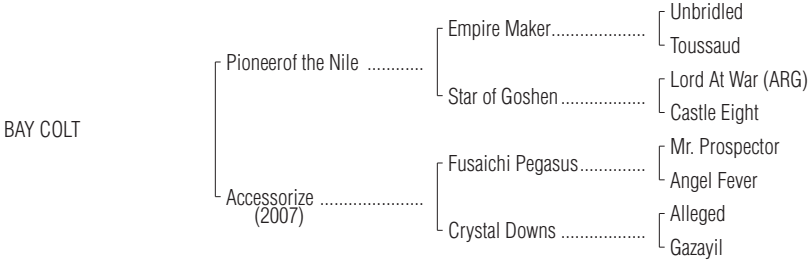 Unbridled
Empire Maker....................
Toussaud
Pioneerof the Nile ............
Lord At War (ARG)
Star of Goshen ..................
Castle Eight
BAY COLT
Mr. Prospector
Fusaichi Pegasus..............
Angel Fever
Accessorize ......................
(2007)
Alleged
Crystal Downs ..................
Gazayil